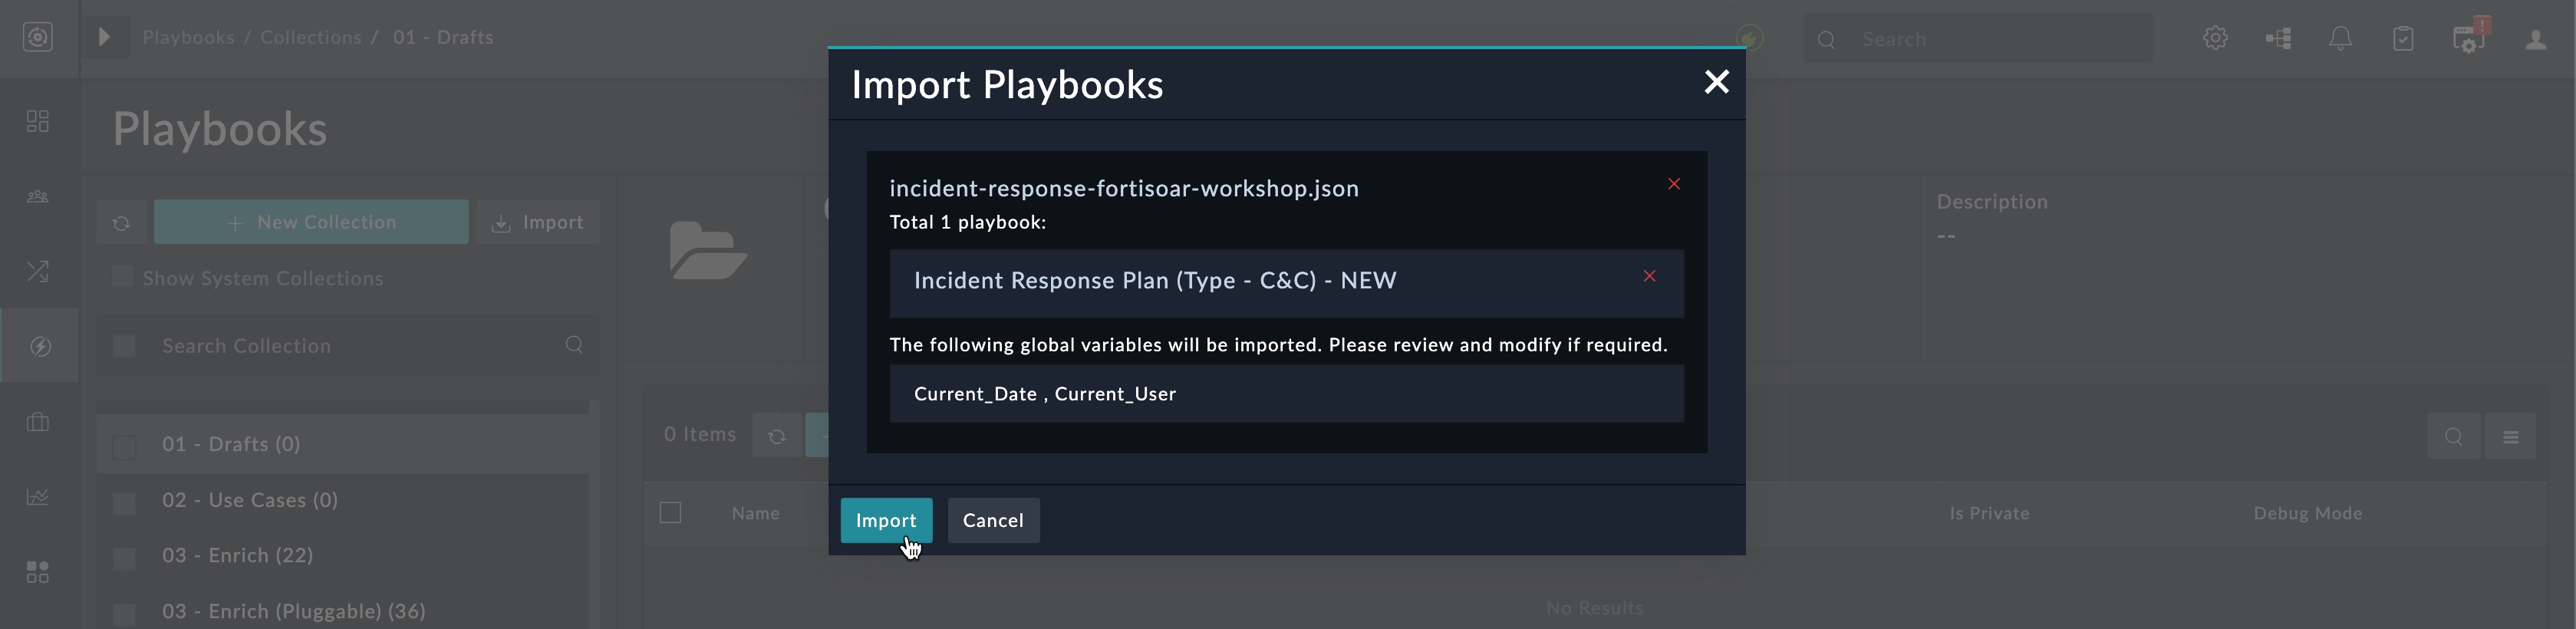 Playbooks / Collections / 01 - Drafts
Search
Playbooks
+ New Collection
Import
Show System Collections
Search Collection
01 - Drafts (0)
02 - Use Cases (0)
03 - Enrich (22)
03 - Enrich (Pluggable) (36)
Import Playbooks
incident-response-fortisoar-workshop.json
Total 1 playbook:
Incident Response Plan (Type - C&C) - NEW
The following global variables will be imported. Please review and modify if required.
Current_Date , Current_User
Import
Cancel
Description
--
0 Items
Name
Is Private
Debug Mode
No Results